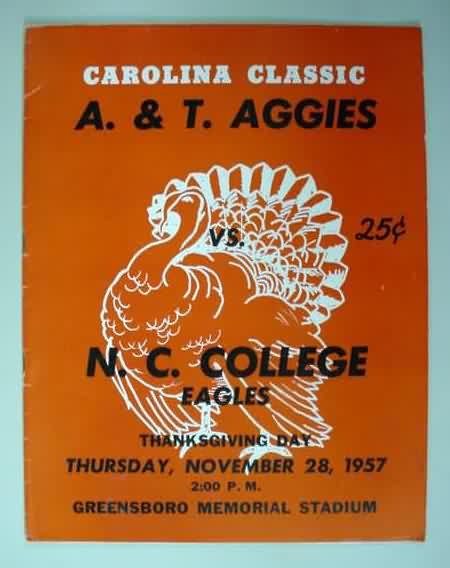 CAROLINA CLASSIC
A. & T. AGGIES
VS.
25¢
N. C. COLLEGE
EAGLES
THANKSGIVING DAY
THURSDAY, NOVEMBER 28, 1957
2:00 P. M.
GREENSBORO MEMORIAL STADIUM